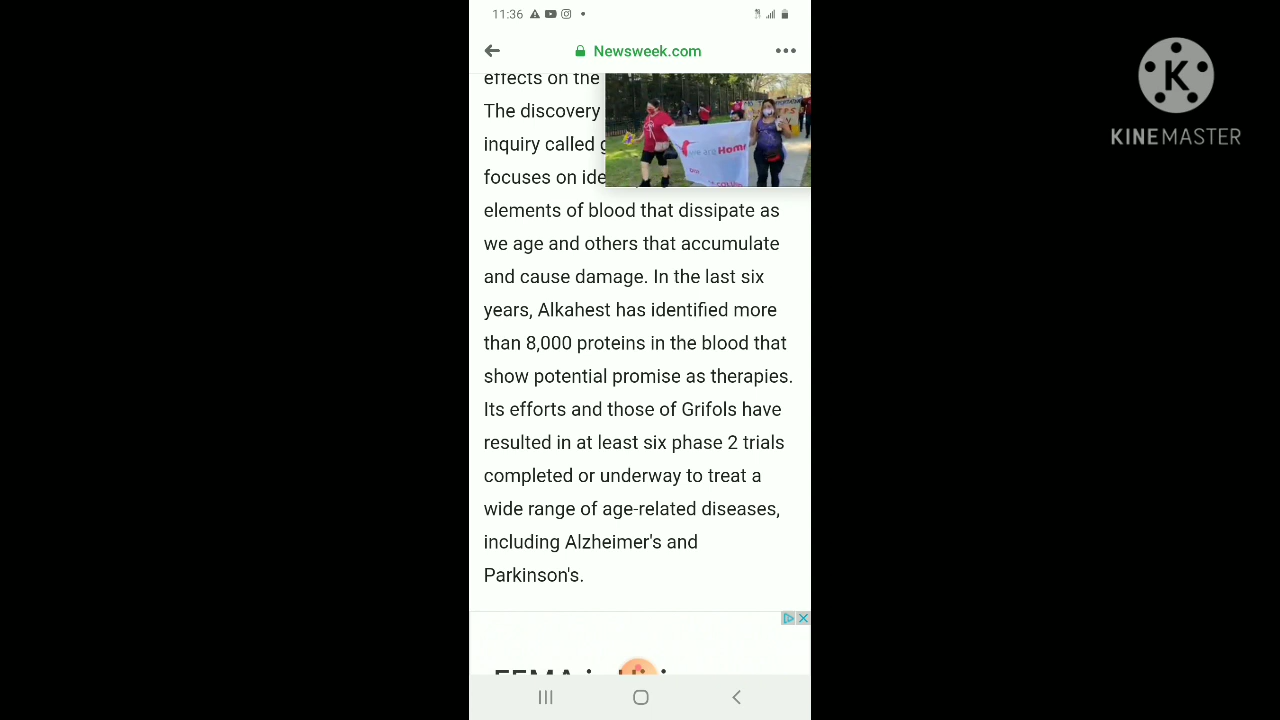 11:36
Newsweek.com
effects on the
The discovery
inquiry called
focuses on ide
elements of blood that dissipate as
we age and others that accumulate
and cause damage. In the last six
years, Alkahest has identified more
than 8,000 proteins in the blood that
show potential promise as therapies.
Its efforts and those of Grifols have
resulted in at least six phase 2 trials
completed or underway to treat a
wide range of age-related diseases,
including Alzheimer's and
Parkinson's.
K
KINEMASTER